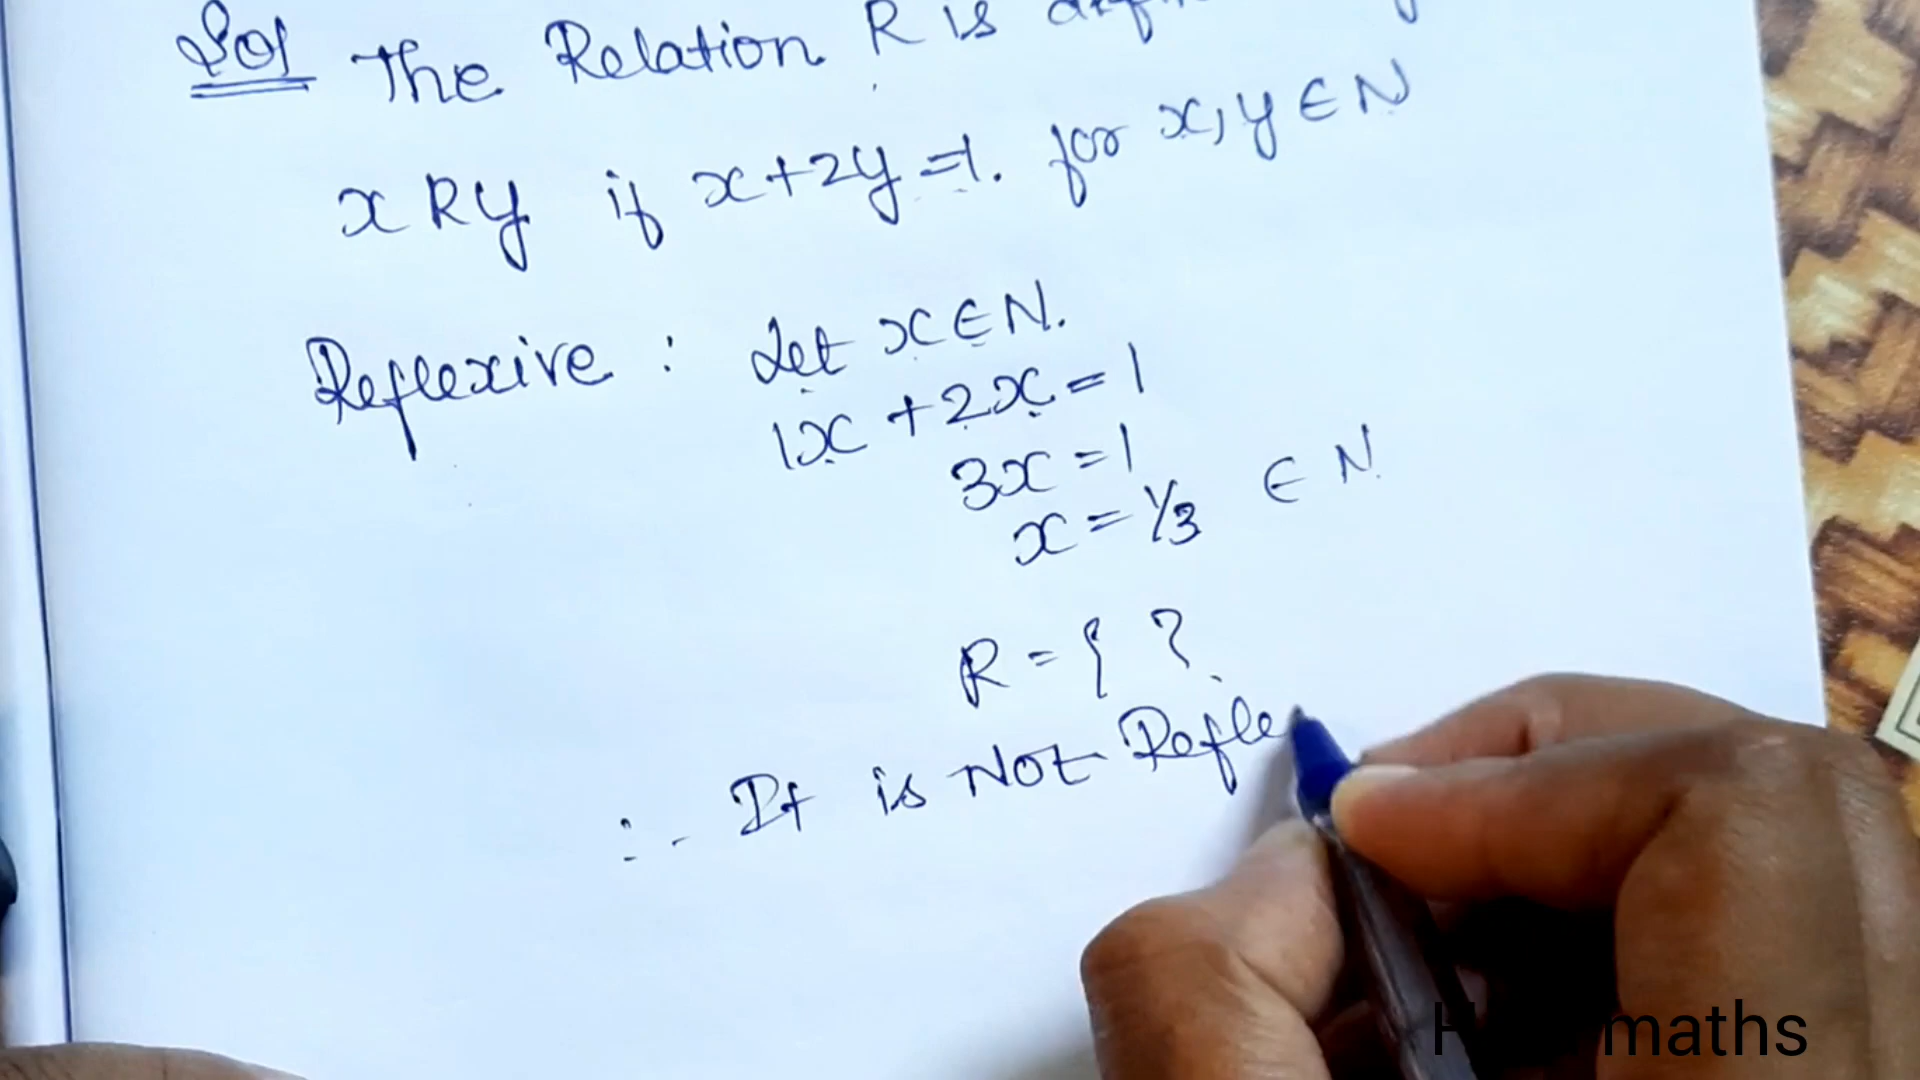 Sol The Relation R is
x R y if x+2y=1. for x, y ∈ N
Reflexive : Let x ∈ N.
1x + 2x = 1
3x = 1
x = 1/3 ∈ N
R = { }
∴ It is Not Refle
maths